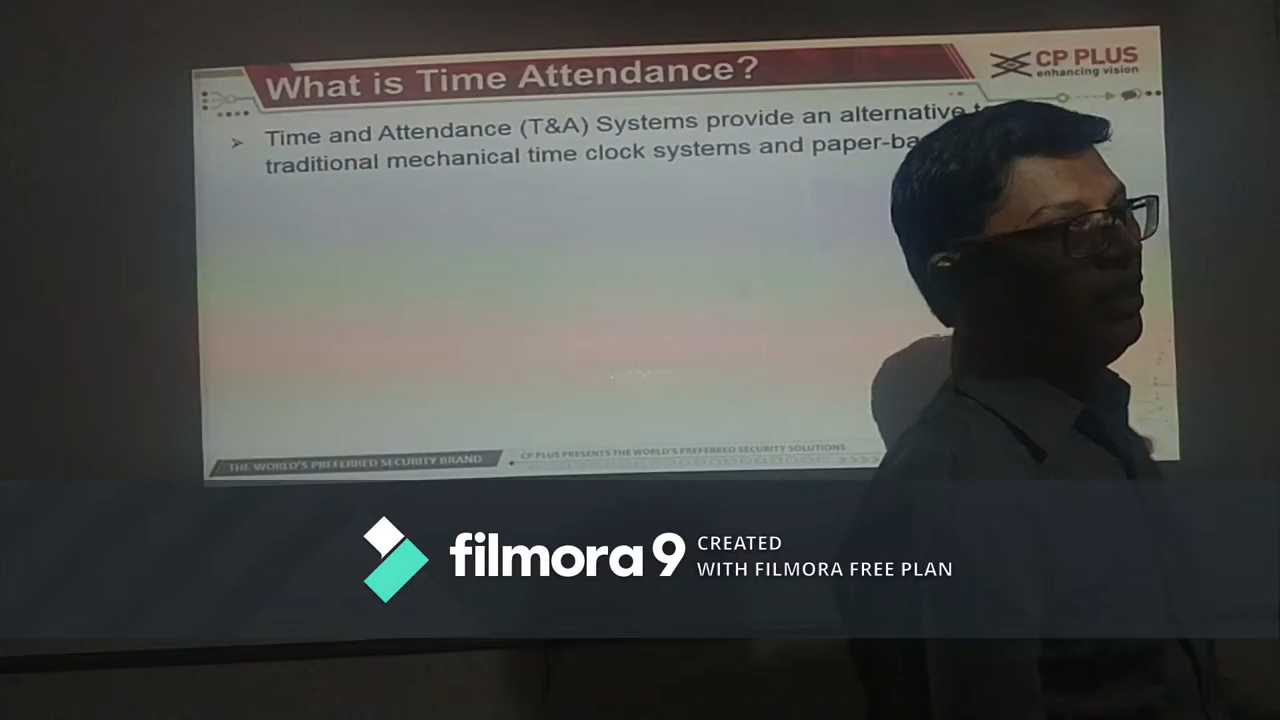 What is Time Attendance?
CP PLUS
enhancing vision
➢ Time and Attendance (T&A) Systems provide an alternative
traditional mechanical time clock systems and
THE WORLD'S PREFERRED SECURITY BRAND
CP PLUS PRESENTS THE WORLD'S PREFERRED SECURITY SOLUTIONS
filmora 9
CREATED
WITH FILMORA FREE PLAN